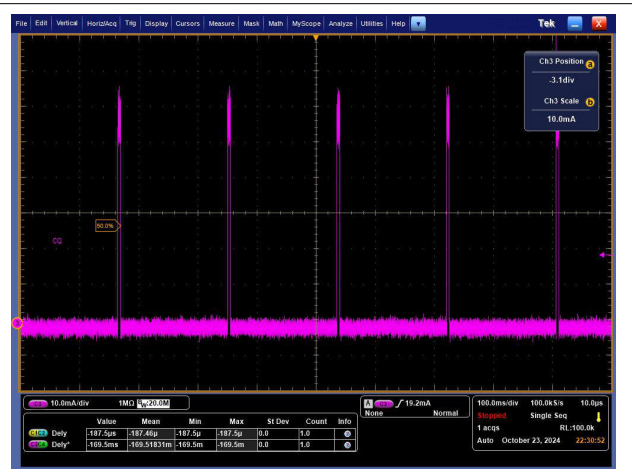 File Edit Vertical Horiz/Acq Trig Display Cursors Measure Mask Math MyScope Analyze Utilities Help Tek X
Ch3 Position a
-3.1div
Ch3 Scale b
10.0mA
50.0%
10.0mA/div 1MΩ 20.0M
A 19.2mA
None Normal
100.0ms/div 100.0kS/s 10.0µs
Stopped Single Seq
1 acqs RL:100.0k
Auto October 23, 2024 22:30:52
Value Mean Min Max St Dev Count Info
Dely -187.5µs -187.46µ -187.5µ -187.5µ 0.0 1.0
Dely* -169.5ms -169.51831m -169.5m -169.5m 0.0 1.0